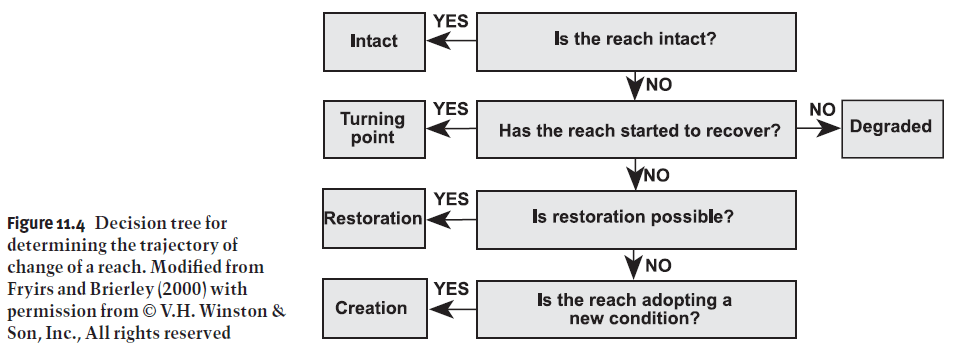 Intact
YES
Is the reach intact?
NO
Turning
point
YES
Has the reach started to recover?
NO
Degraded
NO
Restoration
YES
Is restoration possible?
NO
Creation
YES
Is the reach adopting a
new condition?
Figure 11.4 Decision tree for
determining the trajectory of
change of a reach. Modified from
Fryirs and Brierley (2000) with
permission from © V.H. Winston &
Son, Inc., All rights reserved